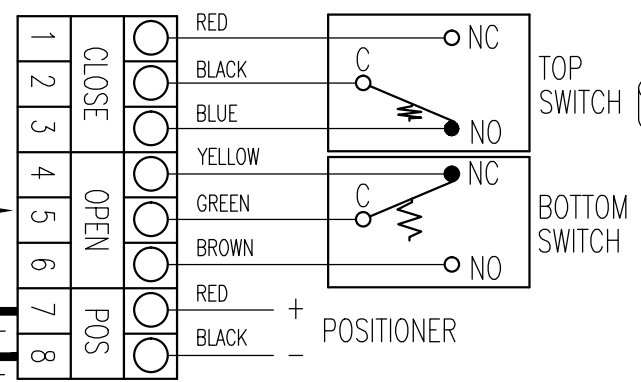 1 RED NC
2 CLOSE BLACK C TOP
3 BLUE NO SWITCH
4 YELLOW NC
5 OPEN GREEN C BOTTOM
6 BROWN NO SWITCH
7 POS RED + POSITIONER
8 BLACK −